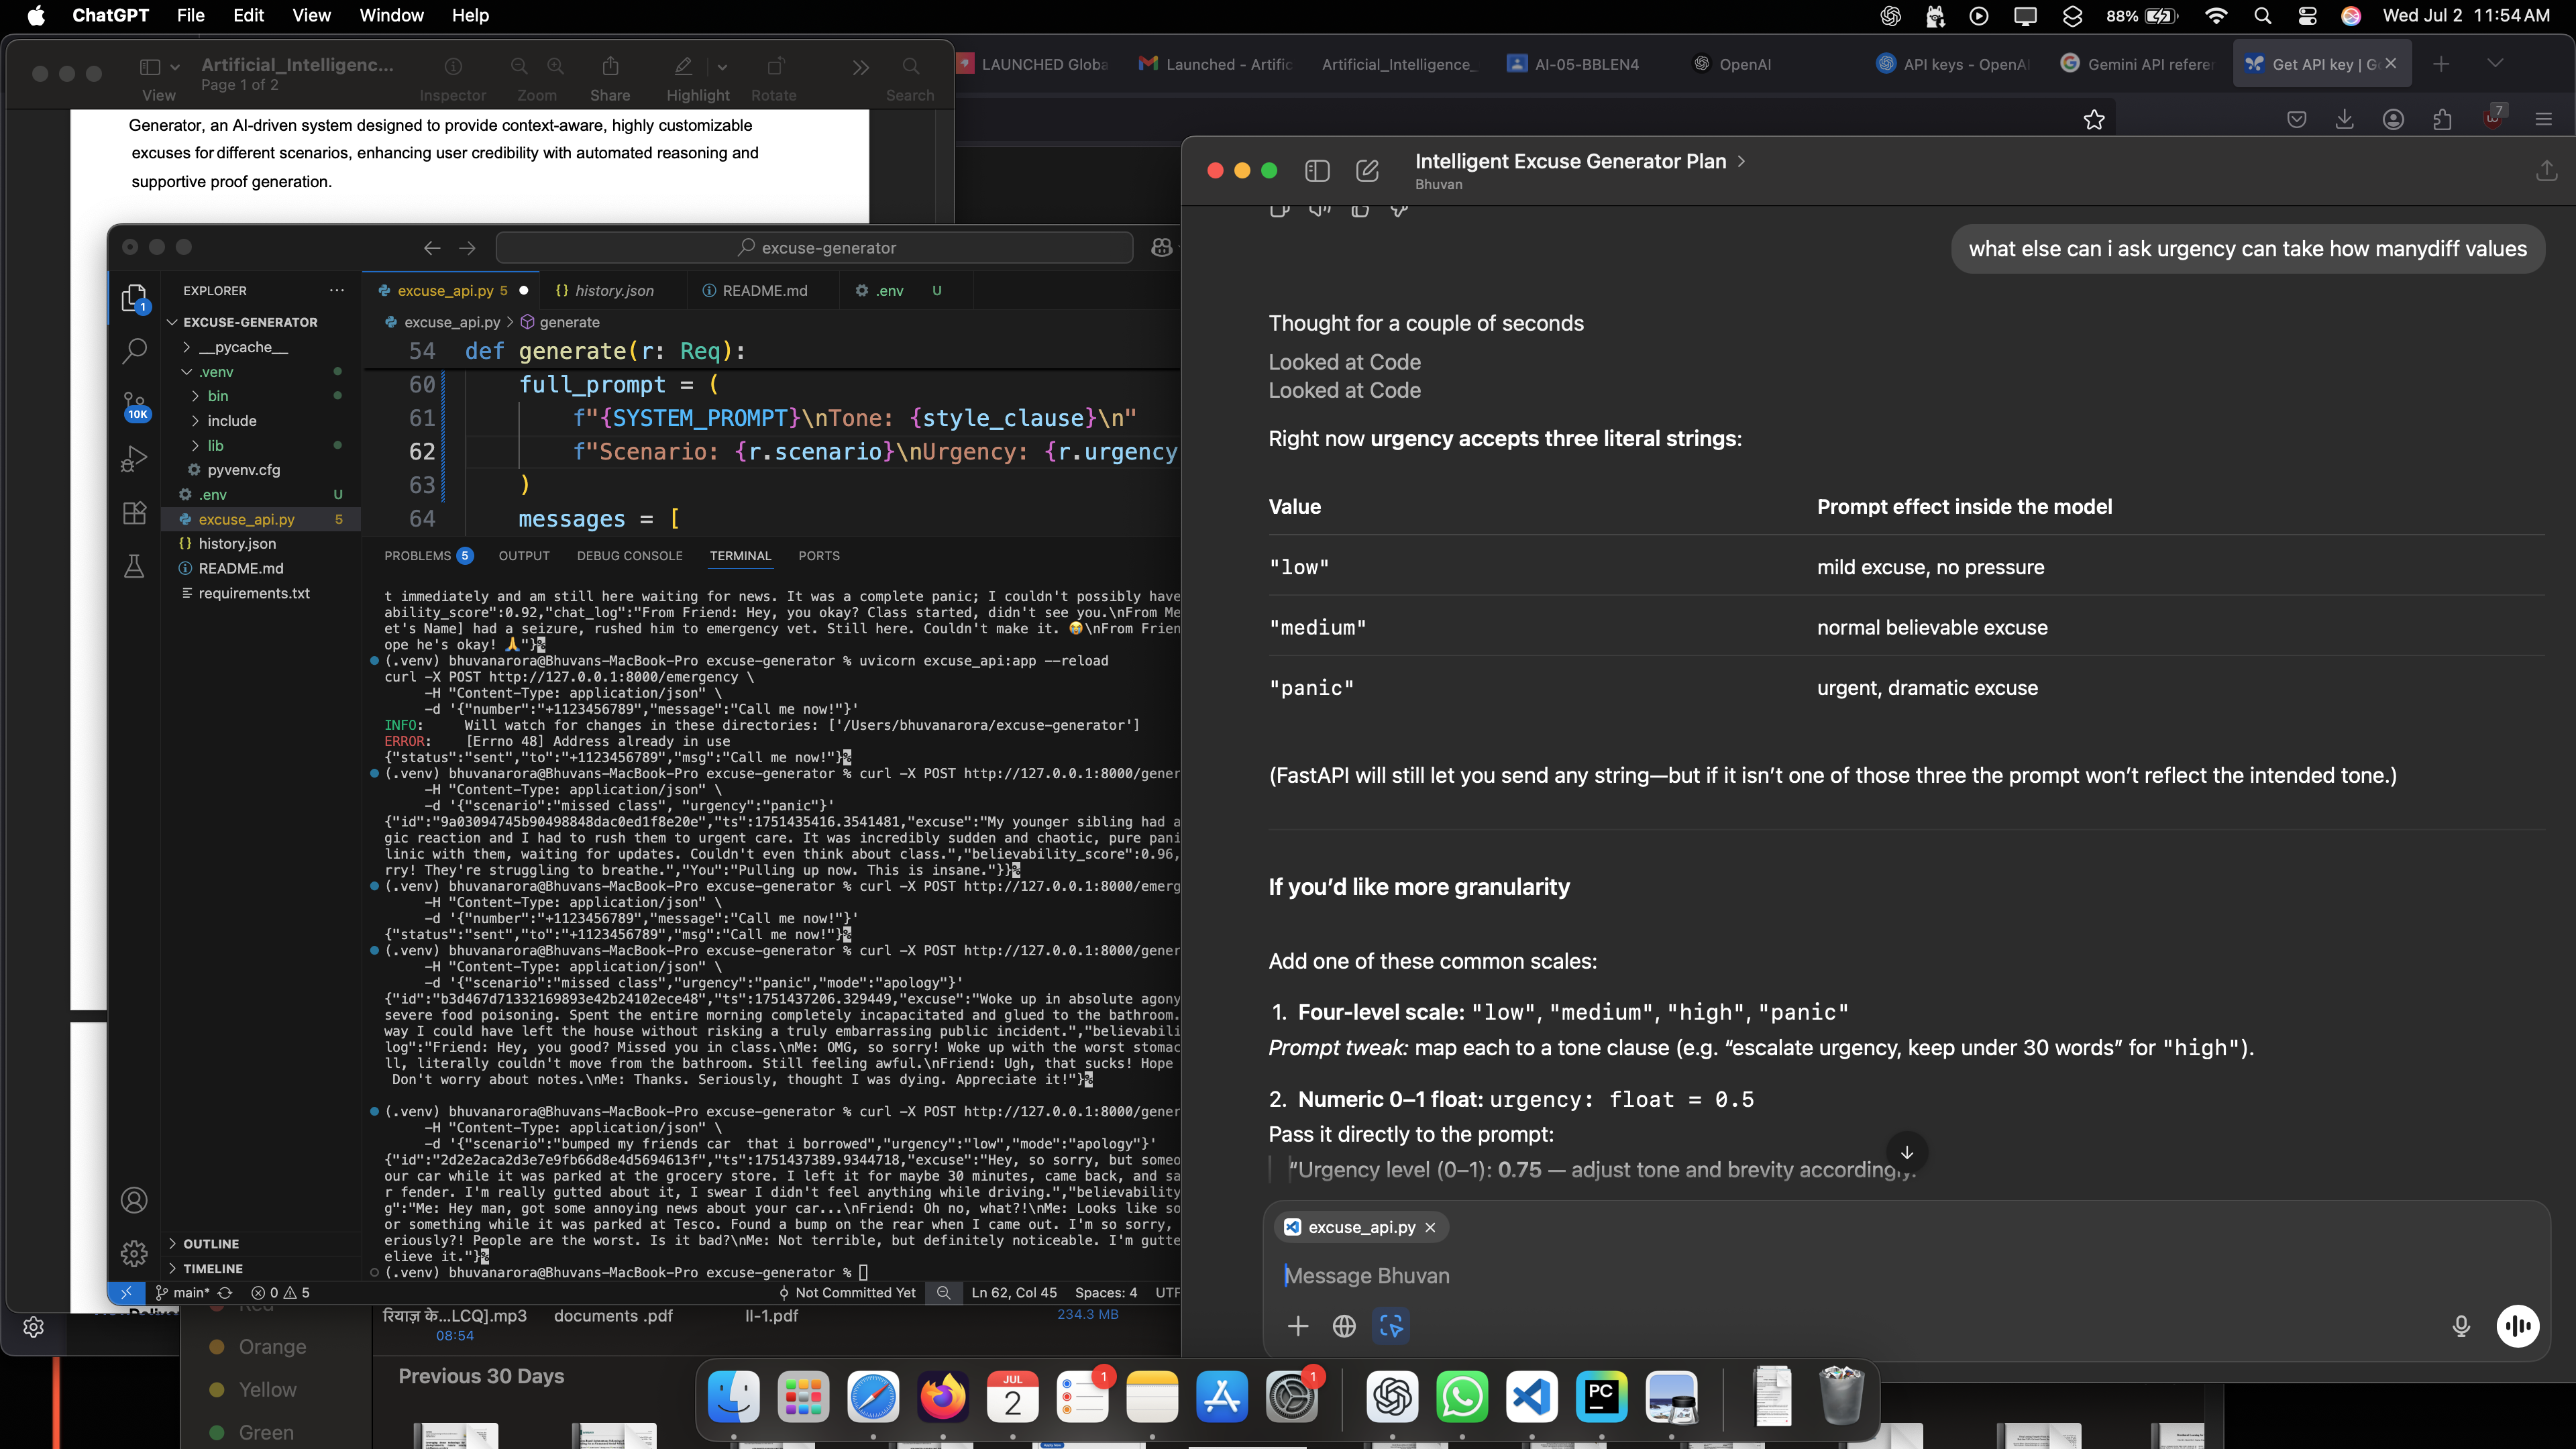 ChatGPT File Edit View Window Help
88% Wed Jul 2 11:54 AM
Artificial_Intelligenc...
Page 1 of 2
View Inspector Zoom Share Highlight Rotate Search
LAUNCHED Globa
Launched - Artific
Artificial_Intelligence_
AI-05-BBLEN4
OpenAI
API keys - OpenAI
Gemini API referen
Get API key | G
7
Generator, an AI-driven system designed to provide context-aware, highly customizable
excuses for different scenarios, enhancing user credibility with automated reasoning and
supportive proof generation.
excuse-generator
EXPLORER
EXCUSE-GENERATOR
__pycache__
.venv
bin
include
lib
pyvenv.cfg
.env U
excuse_api.py 5
history.json
README.md
requirements.txt
OUTLINE
TIMELINE
1
10K
excuse_api.py 5
history.json
README.md
.env U
excuse_api.py > generate
54 def generate(r: Req):
60 full_prompt = (
61 f"{SYSTEM_PROMPT}\nTone: {style_clause}\n"
62 f"Scenario: {r.scenario}\nUrgency: {r.urgency
63 )
64 messages = [
PROBLEMS 5 OUTPUT DEBUG CONSOLE TERMINAL PORTS
t immediately and am still here waiting for news. It was a complete panic; I couldn't possibly have
ability_score":0.92,"chat_log":"From Friend: Hey, you okay? Class started, didn't see you.\nFrom Me
et's Name] had a seizure, rushed him to emergency vet. Still here. Couldn't make it. 😭\nFrom Frien
ope he's okay! 🙏"}%
(.venv) bhuvanarora@Bhuvans-MacBook-Pro excuse-generator % uvicorn excuse_api:app --reload
curl -X POST http://127.0.0.1:8000/emergency \
-H "Content-Type: application/json" \
-d '{"number":"+1123456789","message":"Call me now!"}'
INFO: Will watch for changes in these directories: ['/Users/bhuvanarora/excuse-generator']
ERROR: [Errno 48] Address already in use
{"status":"sent","to":"+1123456789","msg":"Call me now!"}%
(.venv) bhuvanarora@Bhuvans-MacBook-Pro excuse-generator % curl -X POST http://127.0.0.1:8000/gener
-H "Content-Type: application/json" \
-d '{"scenario":"missed class", "urgency":"panic"}'
{"id":"9a03094745b90498848dac0ed1f8e20e","ts":1751435416.3541481,"excuse":"My younger sibling had a
gic reaction and I had to rush them to urgent care. It was incredibly sudden and chaotic, pure pani
linic with them, waiting for updates. Couldn't even think about class.","believability_score":0.96,
rry! They're struggling to breathe.","You":"Pulling up now. This is insane."}}%
(.venv) bhuvanarora@Bhuvans-MacBook-Pro excuse-generator % curl -X POST http://127.0.0.1:8000/emerg
-H "Content-Type: application/json" \
-d '{"number":"+1123456789","message":"Call me now!"}'
{"status":"sent","to":"+1123456789","msg":"Call me now!"}%
(.venv) bhuvanarora@Bhuvans-MacBook-Pro excuse-generator % curl -X POST http://127.0.0.1:8000/gener
-H "Content-Type: application/json" \
-d '{"scenario":"missed class","urgency":"panic","mode":"apology"}'
{"id":"b3d467d71332169893e42b24102ece48","ts":1751437206.329449,"excuse":"Woke up in absolute agony
severe food poisoning. Spent the entire morning completely incapacitated and glued to the bathroom.
way I could have left the house without risking a truly embarrassing public incident.","believabili
log":"Friend: Hey, you good? Missed you in class.\nMe: OMG, so sorry! Woke up with the worst stomac
ll, literally couldn't move from the bathroom. Still feeling awful.\nFriend: Ugh, that sucks! Hope
Don't worry about notes.\nMe: Thanks. Seriously, thought I was dying. Appreciate it!"}%
(.venv) bhuvanarora@Bhuvans-MacBook-Pro excuse-generator % curl -X POST http://127.0.0.1:8000/gener
-H "Content-Type: application/json" \
-d '{"scenario":"bumped my friends car  that i borrowed","urgency":"low","mode":"apology"}'
{"id":"2d2e2aca2d3e7e9fb66d8e4d5694613f","ts":1751437389.9344718,"excuse":"Hey, so sorry, but someo
our car while it was parked at the grocery store. I left it for maybe 30 minutes, came back, and sa
r fender. I'm really gutted about it, I swear I didn't feel anything while driving.","believability
g":"Me: Hey man, got some annoying news about your car...\nFriend: Oh no, what?!\nMe: Looks like so
or something while it was parked at Tesco. Found a bump on the rear when I came out. I'm so sorry,
eriously?! People are the worst. Is it bad?\nMe: Not terrible, but definitely noticeable. I'm gutte
elieve it."}%
(.venv) bhuvanarora@Bhuvans-MacBook-Pro excuse-generator %
main* 0 5 Not Committed Yet Ln 62, Col 45 Spaces: 4 UTF
Intelligent Excuse Generator Plan >
Bhuvan
what else can i ask urgency can take how manydiff values
Thought for a couple of seconds
Looked at Code
Looked at Code
Right now urgency accepts three literal strings:
Value Prompt effect inside the model
"low" mild excuse, no pressure
"medium" normal believable excuse
"panic" urgent, dramatic excuse
(FastAPI will still let you send any string—but if it isn’t one of those three the prompt won’t reflect the intended tone.)
If you’d like more granularity
Add one of these common scales:
1. Four-level scale: "low", "medium", "high", "panic"
Prompt tweak: map each to a tone clause (e.g. “escalate urgency, keep under 30 words” for "high").
2. Numeric 0–1 float: urgency: float = 0.5
Pass it directly to the prompt:
“Urgency level (0–1): 0.75 — adjust tone and brevity accordingly.
excuse_api.py
Message Bhuvan
रियाज़ के...LCQ].mp3
08:54
documents .pdf
II-1.pdf
234.3 MB
Orange
Yellow
Green
Previous 30 Days
JUL
2
1
1
PC